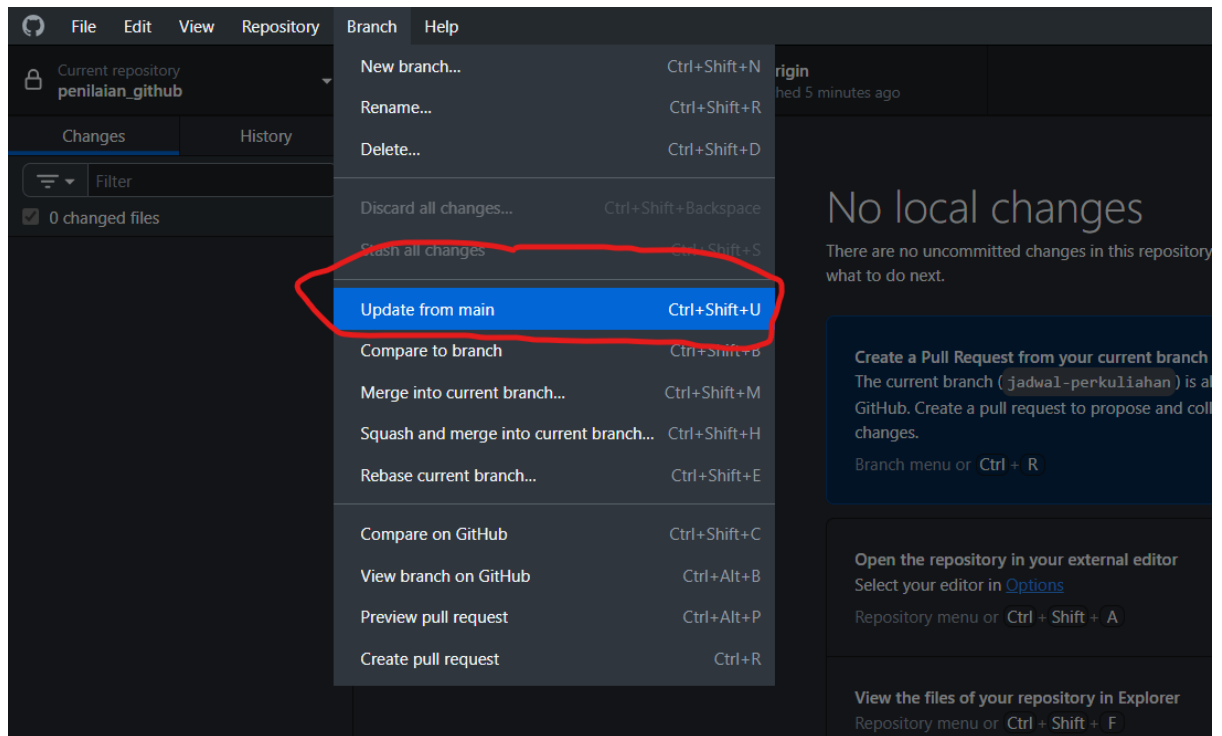 File Edit View Repository Branch Help
Current repository
penilaian_github
rigin
hed 5 minutes ago
Changes History
Filter
0 changed files
New branch... Ctrl+Shift+N
Rename... Ctrl+Shift+R
Delete... Ctrl+Shift+D
Discard all changes... Ctrl+Shift+Backspace
Stash all changes Ctrl+Shift+S
Update from main Ctrl+Shift+U
Compare to branch Ctrl+Shift+B
Merge into current branch... Ctrl+Shift+M
Squash and merge into current branch... Ctrl+Shift+H
Rebase current branch... Ctrl+Shift+E
Compare on GitHub Ctrl+Shift+C
View branch on GitHub Ctrl+Alt+B
Preview pull request Ctrl+Alt+P
Create pull request Ctrl+R
No local changes
There are no uncommitted changes in this repository
what to do next.
Create a Pull Request from your current branch
The current branch ( jadwal-perkuliahan ) is al
GitHub. Create a pull request to propose and coll
changes.
Branch menu or Ctrl + R
Open the repository in your external editor
Select your editor in Options
Repository menu or Ctrl + Shift + A
View the files of your repository in Explorer
Repository menu or Ctrl + Shift + F